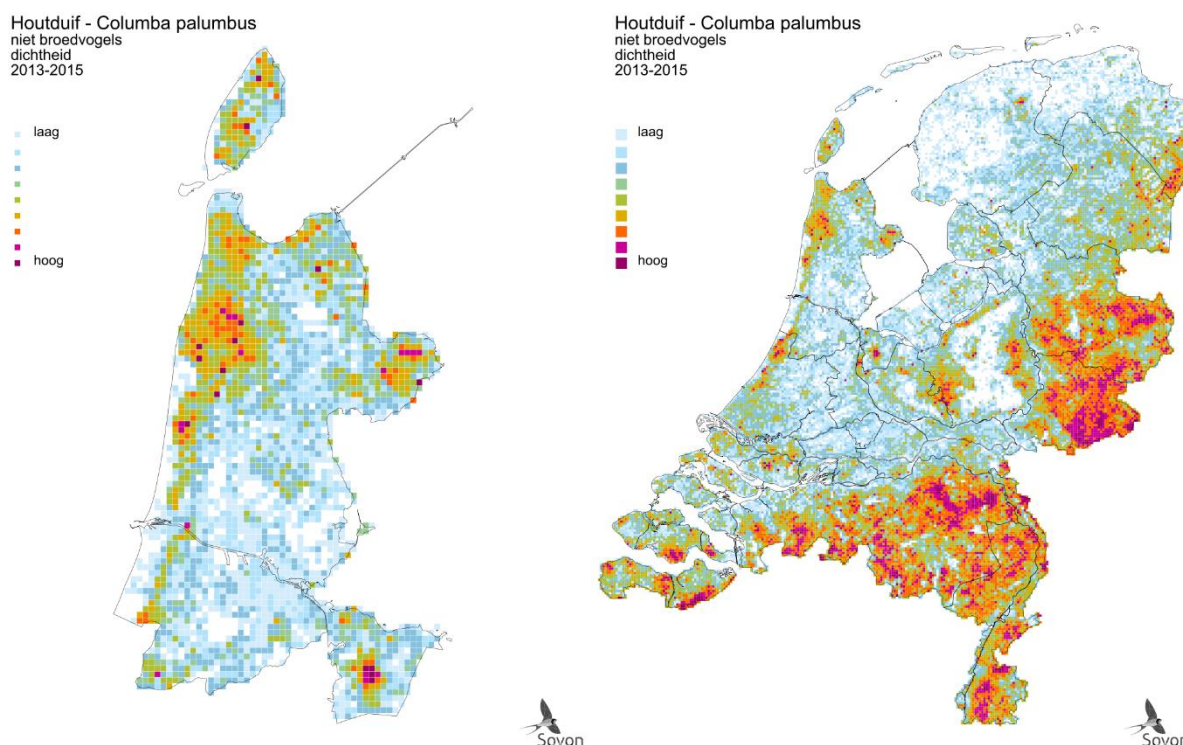 Houtduif - Columba palumbus
niet broedvogels
dichtheid
2013-2015
laag
hoog
Sovon
Houtduif - Columba palumbus
niet broedvogels
dichtheid
2013-2015
laag
hoog
Sovon